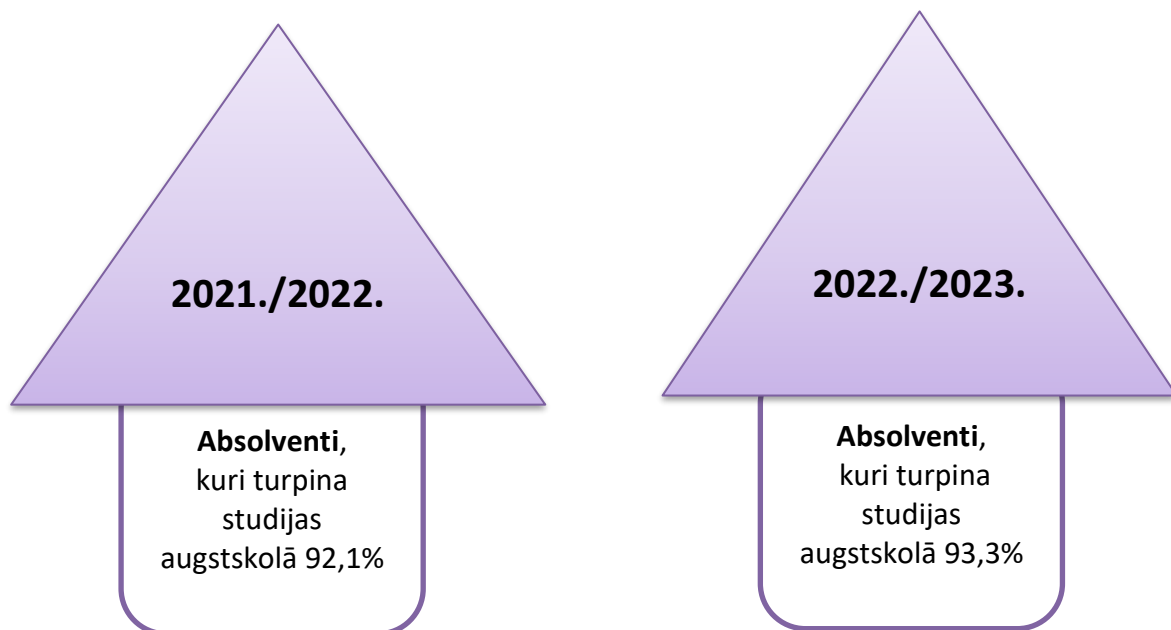 2021./2022.
Absolventi,
kuri turpina
studijas
augstskolā 92,1%
2022./2023.
Absolventi,
kuri turpina
studijas
augstskolā 93,3%